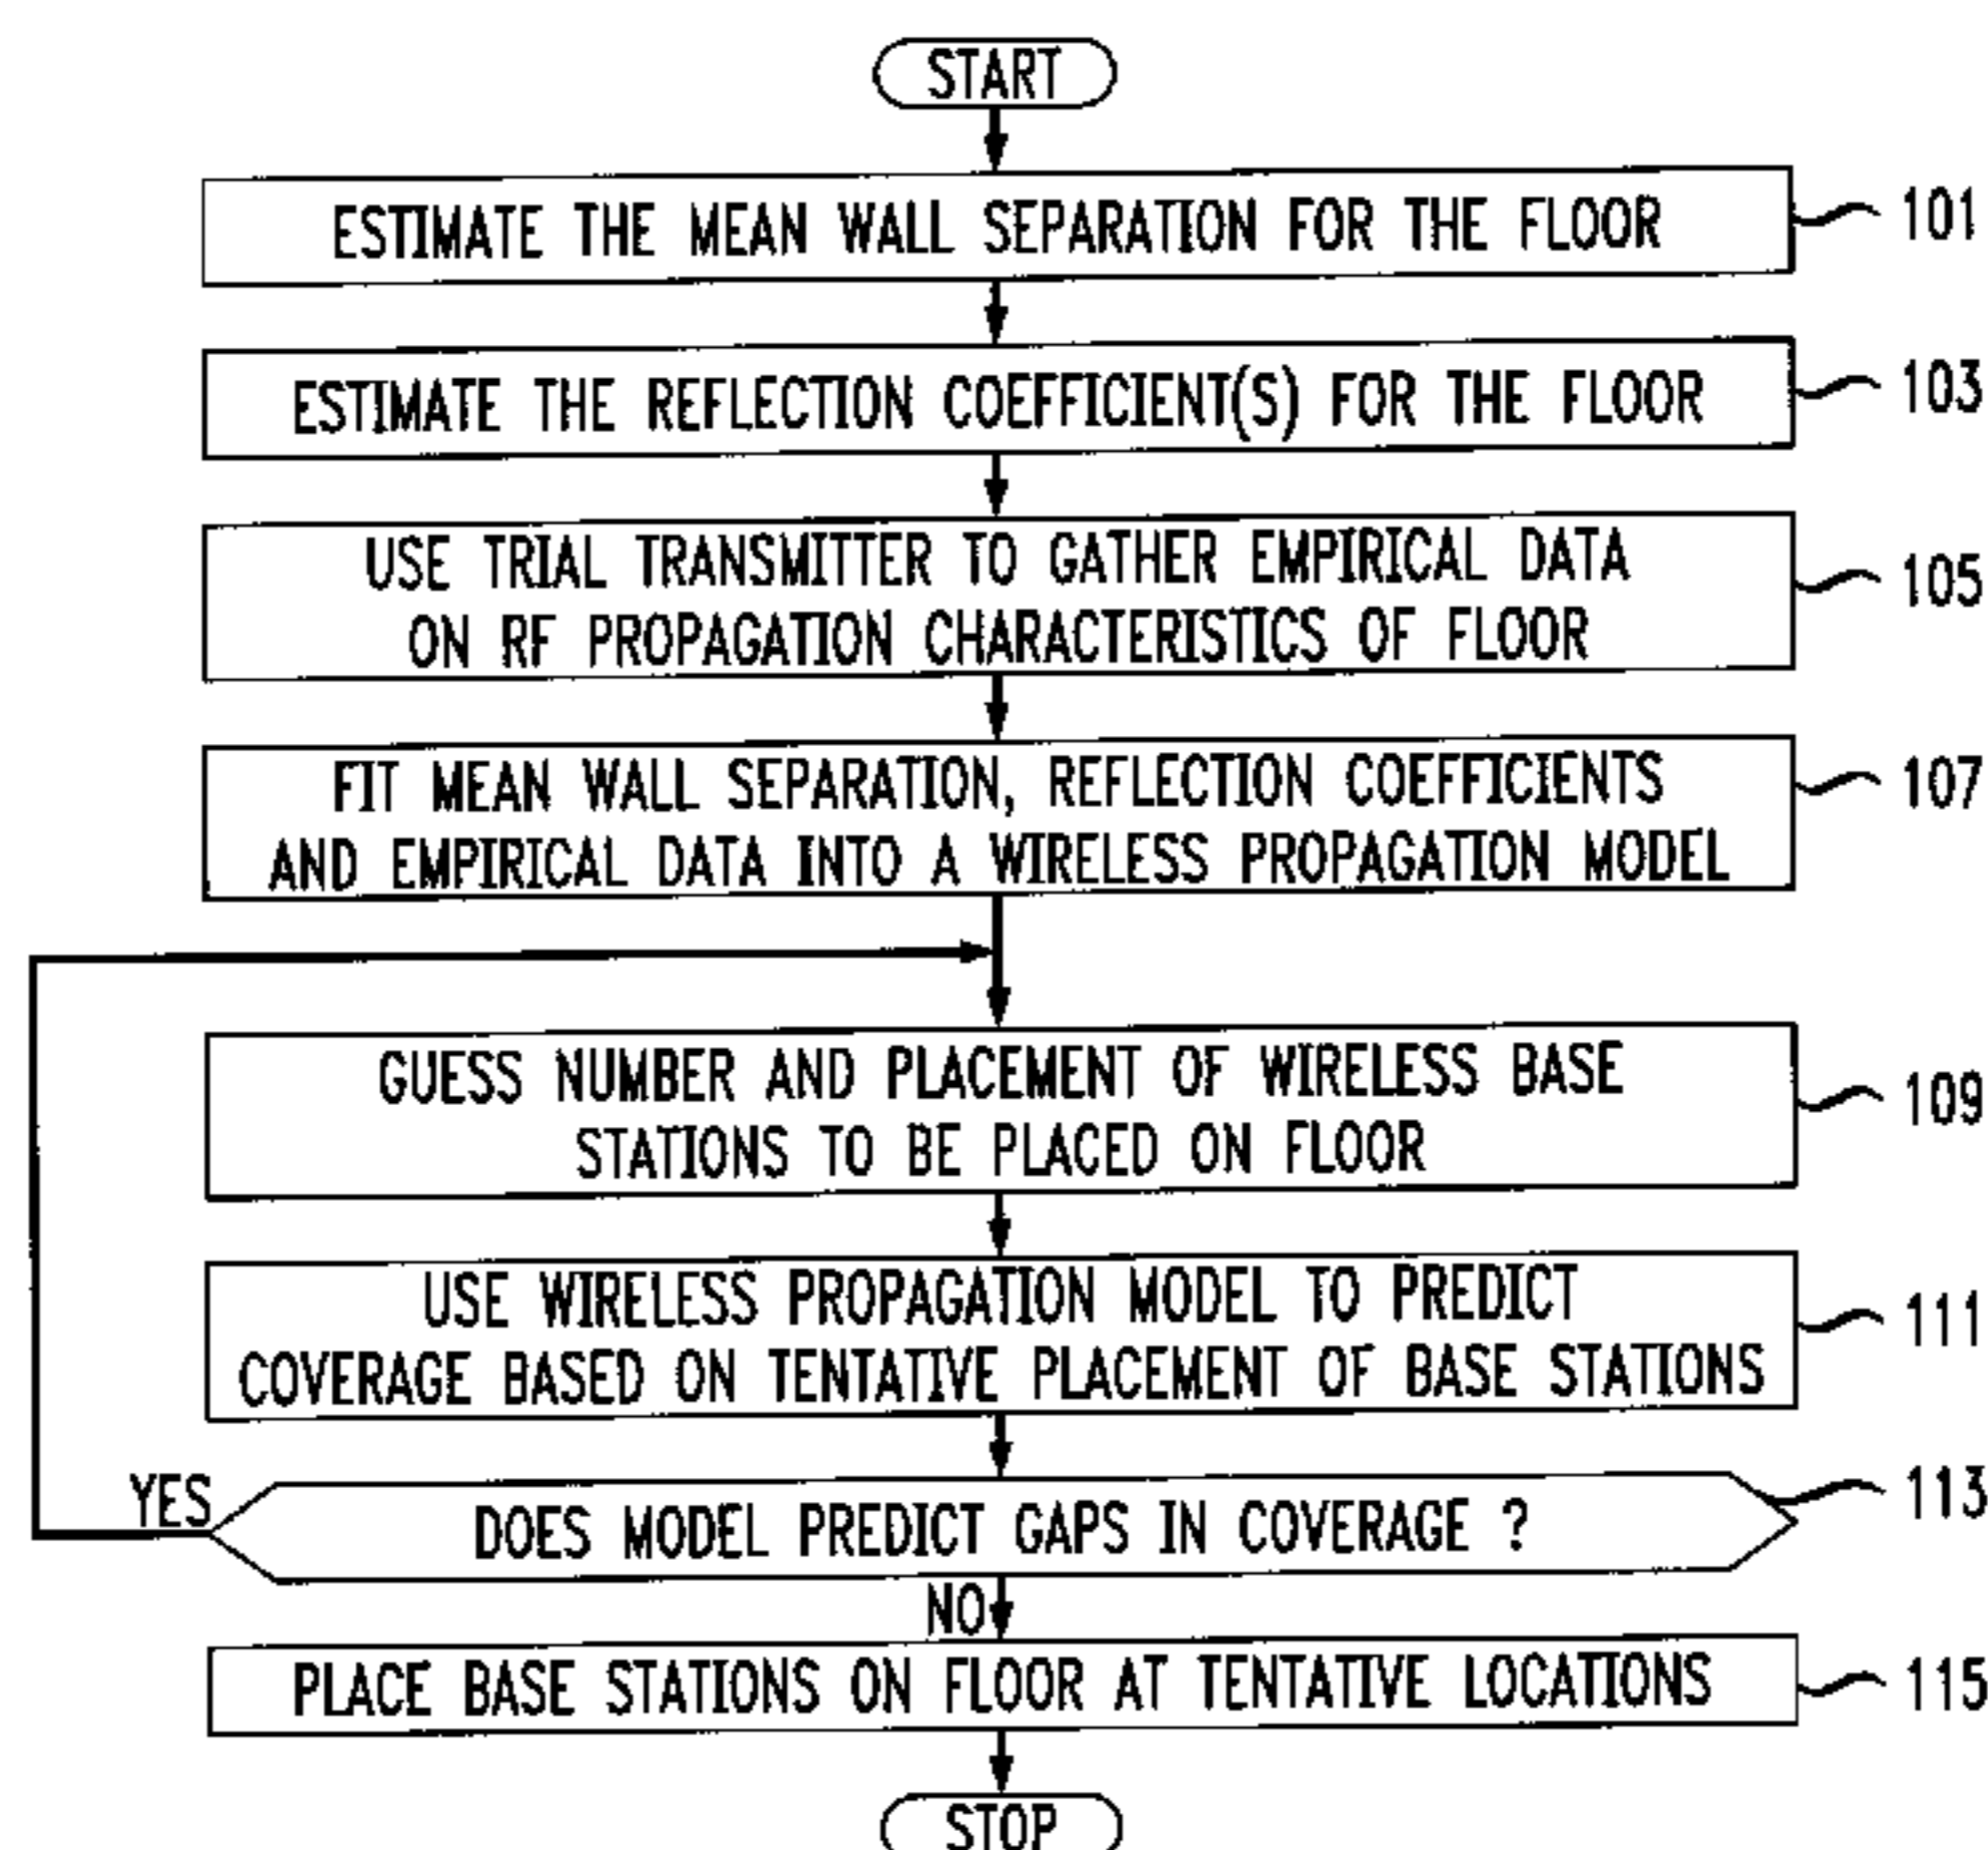 START
ESTIMATE THE MEAN WALL SEPARATION FOR THE FLOOR
101
ESTIMATE THE REFLECTION COEFFICIENT(S) FOR THE FLOOR
103
USE TRIAL TRANSMITTER TO GATHER EMPIRICAL DATA
ON RF PROPAGATION CHARACTERISTICS OF FLOOR
105
FIT MEAN WALL SEPARATION, REFLECTION COEFFICIENTS
AND EMPIRICAL DATA INTO A WIRELESS PROPAGATION MODEL
107
GUESS NUMBER AND PLACEMENT OF WIRELESS BASE
STATIONS TO BE PLACED ON FLOOR
109
USE WIRELESS PROPAGATION MODEL TO PREDICT
COVERAGE BASED ON TENTATIVE PLACEMENT OF BASE STATIONS
111
YES
DOES MODEL PREDICT GAPS IN COVERAGE ?
113
NO
PLACE BASE STATIONS ON FLOOR AT TENTATIVE LOCATIONS
115
STOP